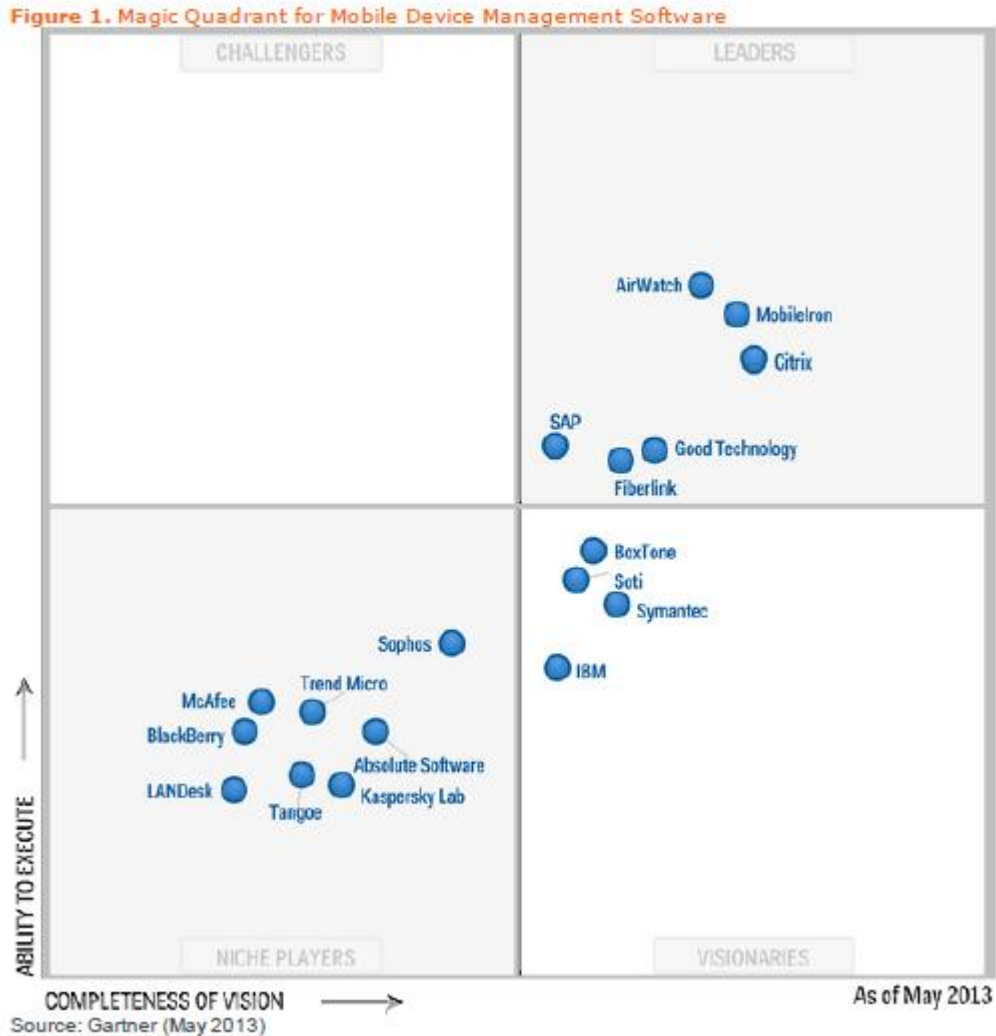 Figure 1. Magic Quadrant for Mobile Device Management Software
CHALLENGERS
LEADERS
AirWatch
MobileIron
Citrix
SAP
Good Technology
Fiberlink
BoxTone
Soti
Symantec
IBM
Sophos
Trend Micro
McAfee
BlackBerry
Absolute Software
LANDesk
Kaspersky Lab
Tangoe
ABILITY TO EXECUTE
NICHE PLAYERS
VISIONARIES
COMPLETENESS OF VISION
As of May 2013
Source: Gartner (May 2013)